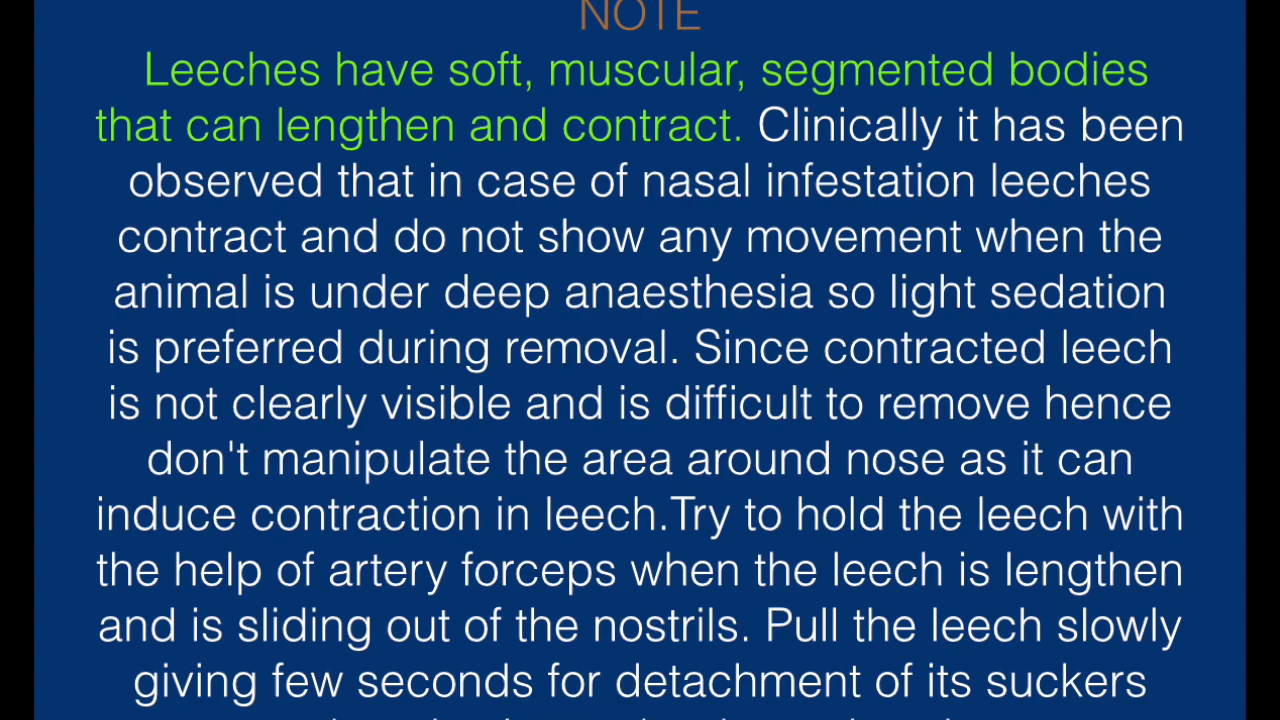 NOTE
Leeches have soft, muscular, segmented bodies
that can lengthen and contract. Clinically it has been
observed that in case of nasal infestation leeches
contract and do not show any movement when the
animal is under deep anaesthesia so light sedation
is preferred during removal. Since contracted leech
is not clearly visible and is difficult to remove hence
don't manipulate the area around nose as it can
induce contraction in leech.Try to hold the leech with
the help of artery forceps when the leech is lengthen
and is sliding out of the nostrils. Pull the leech slowly
giving few seconds for detachment of its suckers